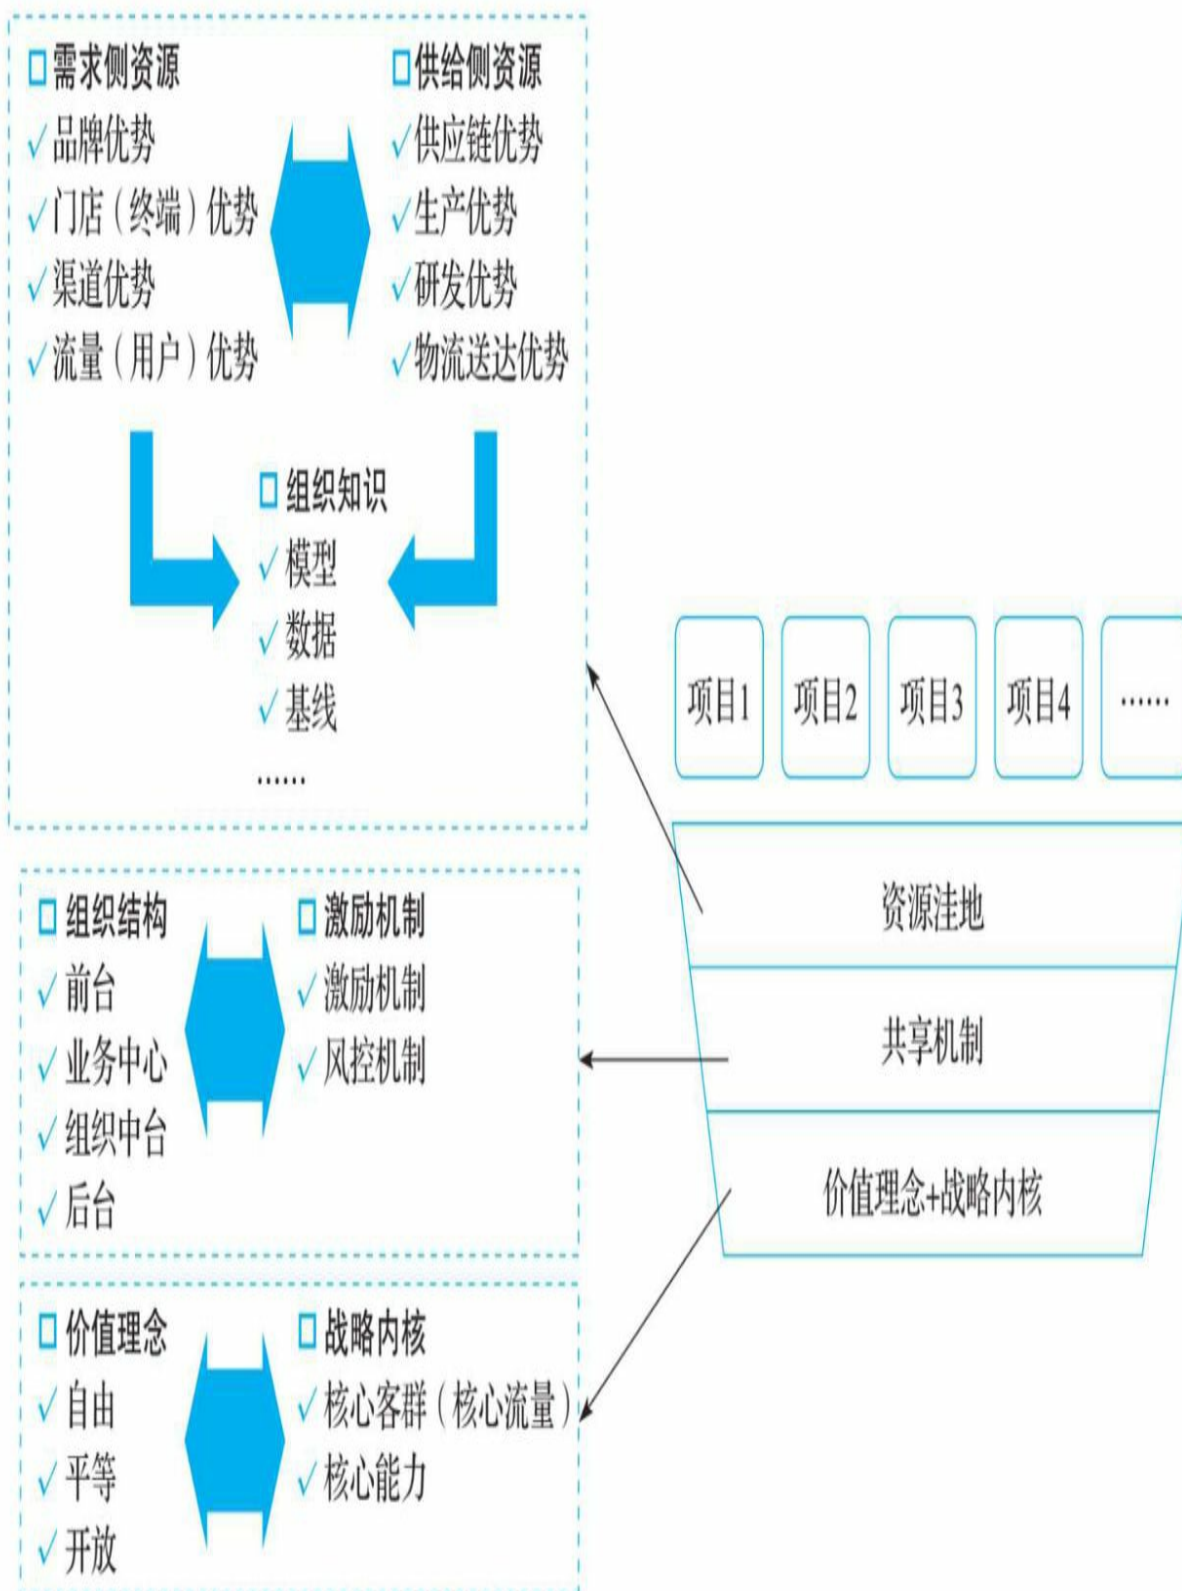 需求侧资源
品牌优势
门店（终端）优势
渠道优势
流量（用户）优势
供给侧资源
供应链优势
生产优势
研发优势
物流送达优势
组织知识
模型
数据
基线
……
项目1
项目2
项目3
项目4
……
资源洼地
共享机制
价值理念+战略内核
组织结构
前台
业务中心
组织中台
后台
激励机制
激励机制
风控机制
价值理念
自由
平等
开放
战略内核
核心客群（核心流量）
核心能力